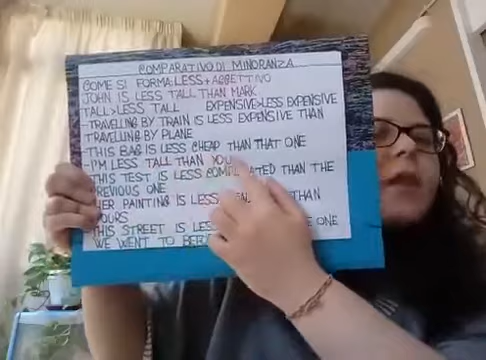 COMPARATIVO DI MINORANZA
COME SI FORMA: LESS + AGGETTIVO
JOHN IS LESS TALL THAN MARK
TALL > LESS TALL EXPENSIVE > LESS EXPENSIVE
- TRAVELLING BY TRAIN IS LESS EXPENSIVE THAN
TRAVELLING BY PLANE
- THIS BAG IS LESS CHEAP THAN THAT ONE
- I'M LESS TALL THAN YOU
- THIS TEST IS LESS THAN THE
PREVIOUS ONE
- HER PAINTING IS LESS THAN
YOURS
- THIS STREET IS LESS ONE
WE WENT TO